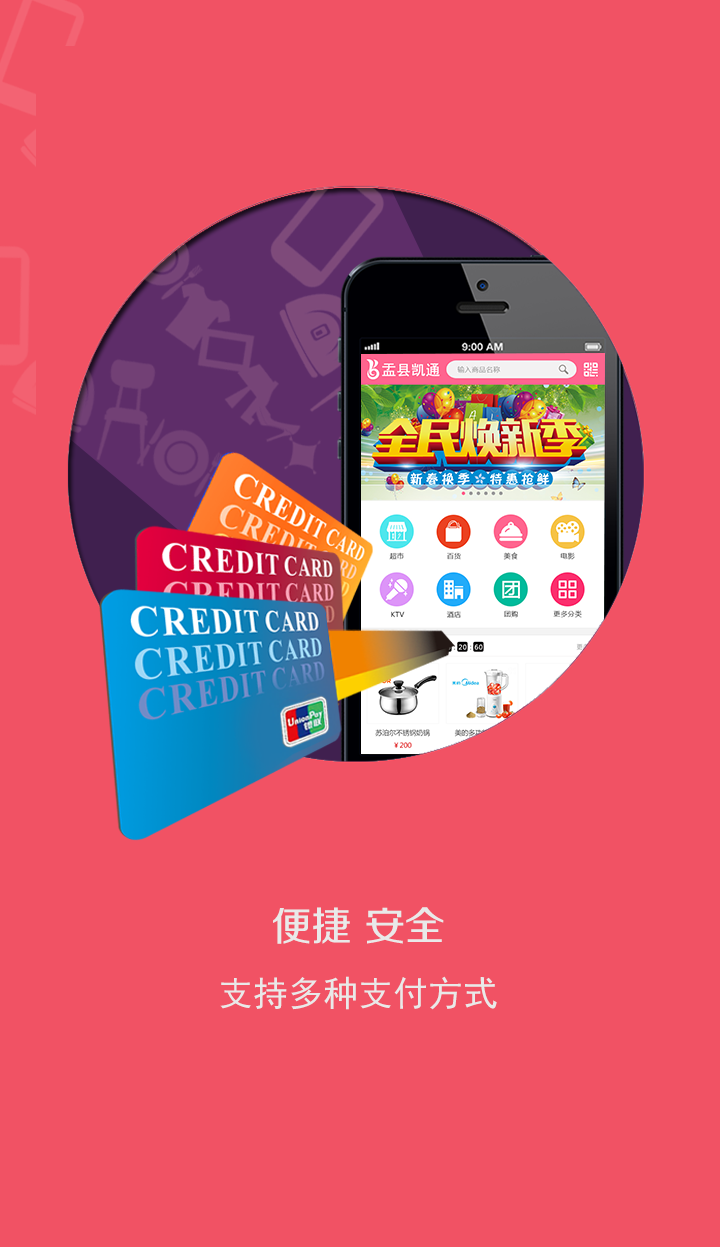 9:00 AM
盂县凯通
输入商品名称
全民焕新季
新春换季☆特惠抢鲜
超市
百货
美食
电影
KTV
酒店
团购
更多分类
20 : 60
Midea
苏泊尔不锈钢奶锅
¥200
CREDIT CARD
CREDIT CARD
CREDIT CARD
CREDIT CARD
CREDIT CARD
CREDIT CARD
CREDIT CARD
UnionPay
银联
便捷 安全
支持多种支付方式